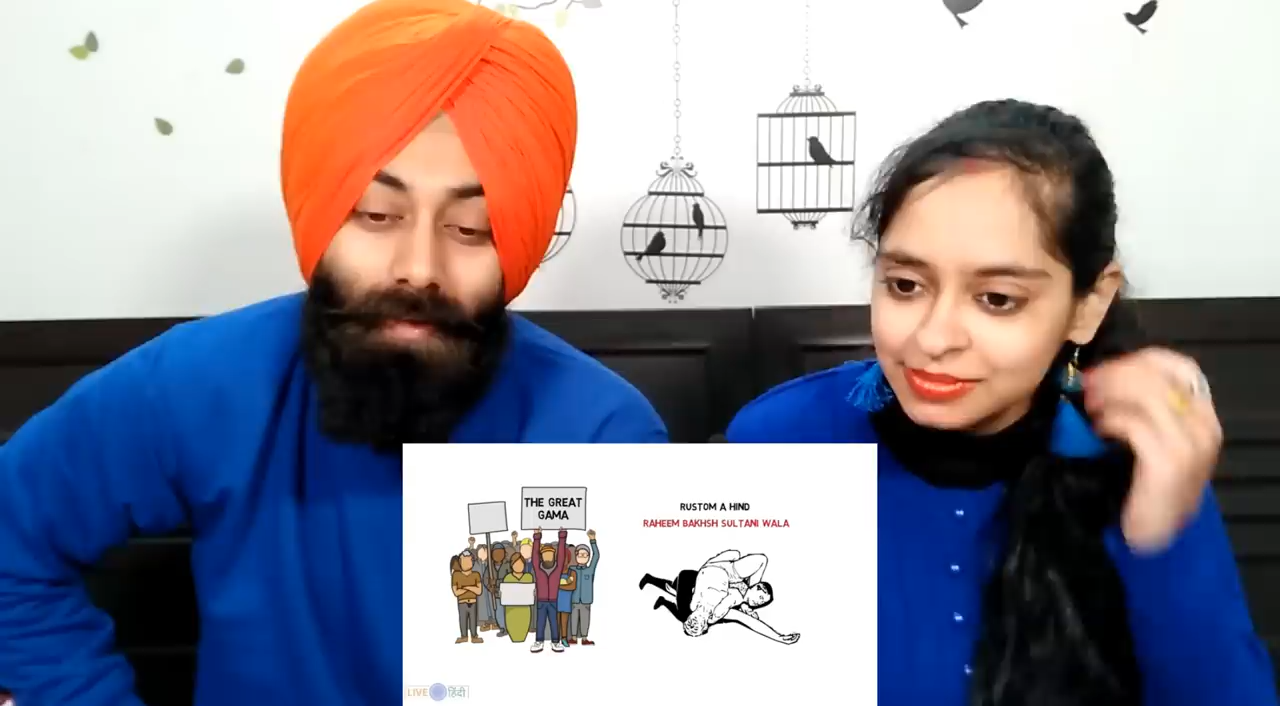 THE GREAT
GAMA
RUSTOM A HIND
RAHEEM BAKHSH SULTANI WALA
LIVE हिंदी